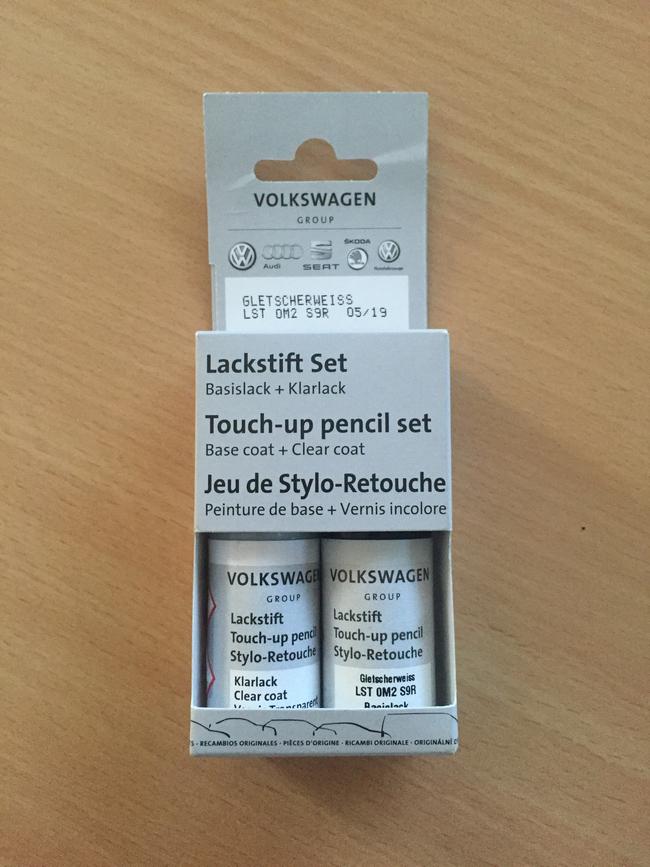 VOLKSWAGEN
GROUP
Audi
SEAT
ŠKODA
GLETSCHERWEISS
LST 0M2 S9R 05/19
Lackstift Set
Basislack + Klarlack
Touch-up pencil set
Base coat + Clear coat
Jeu de Stylo-Retouche
Peinture de base + Vernis incolore
VOLKSWAGEN
GROUP
Lackstift
Touch-up pencil
Stylo-Retouche
Klarlack
Clear coat
Vernis Transparent
VOLKSWAGEN
GROUP
Lackstift
Touch-up pencil
Stylo-Retouche
Gletscherweiss
LST 0M2 S9R
Basislack
- RECAMBIOS ORIGINALES - PIÈCES D'ORIGINE - RICAMBI ORIGINALE - ORIGINÁLNÍ